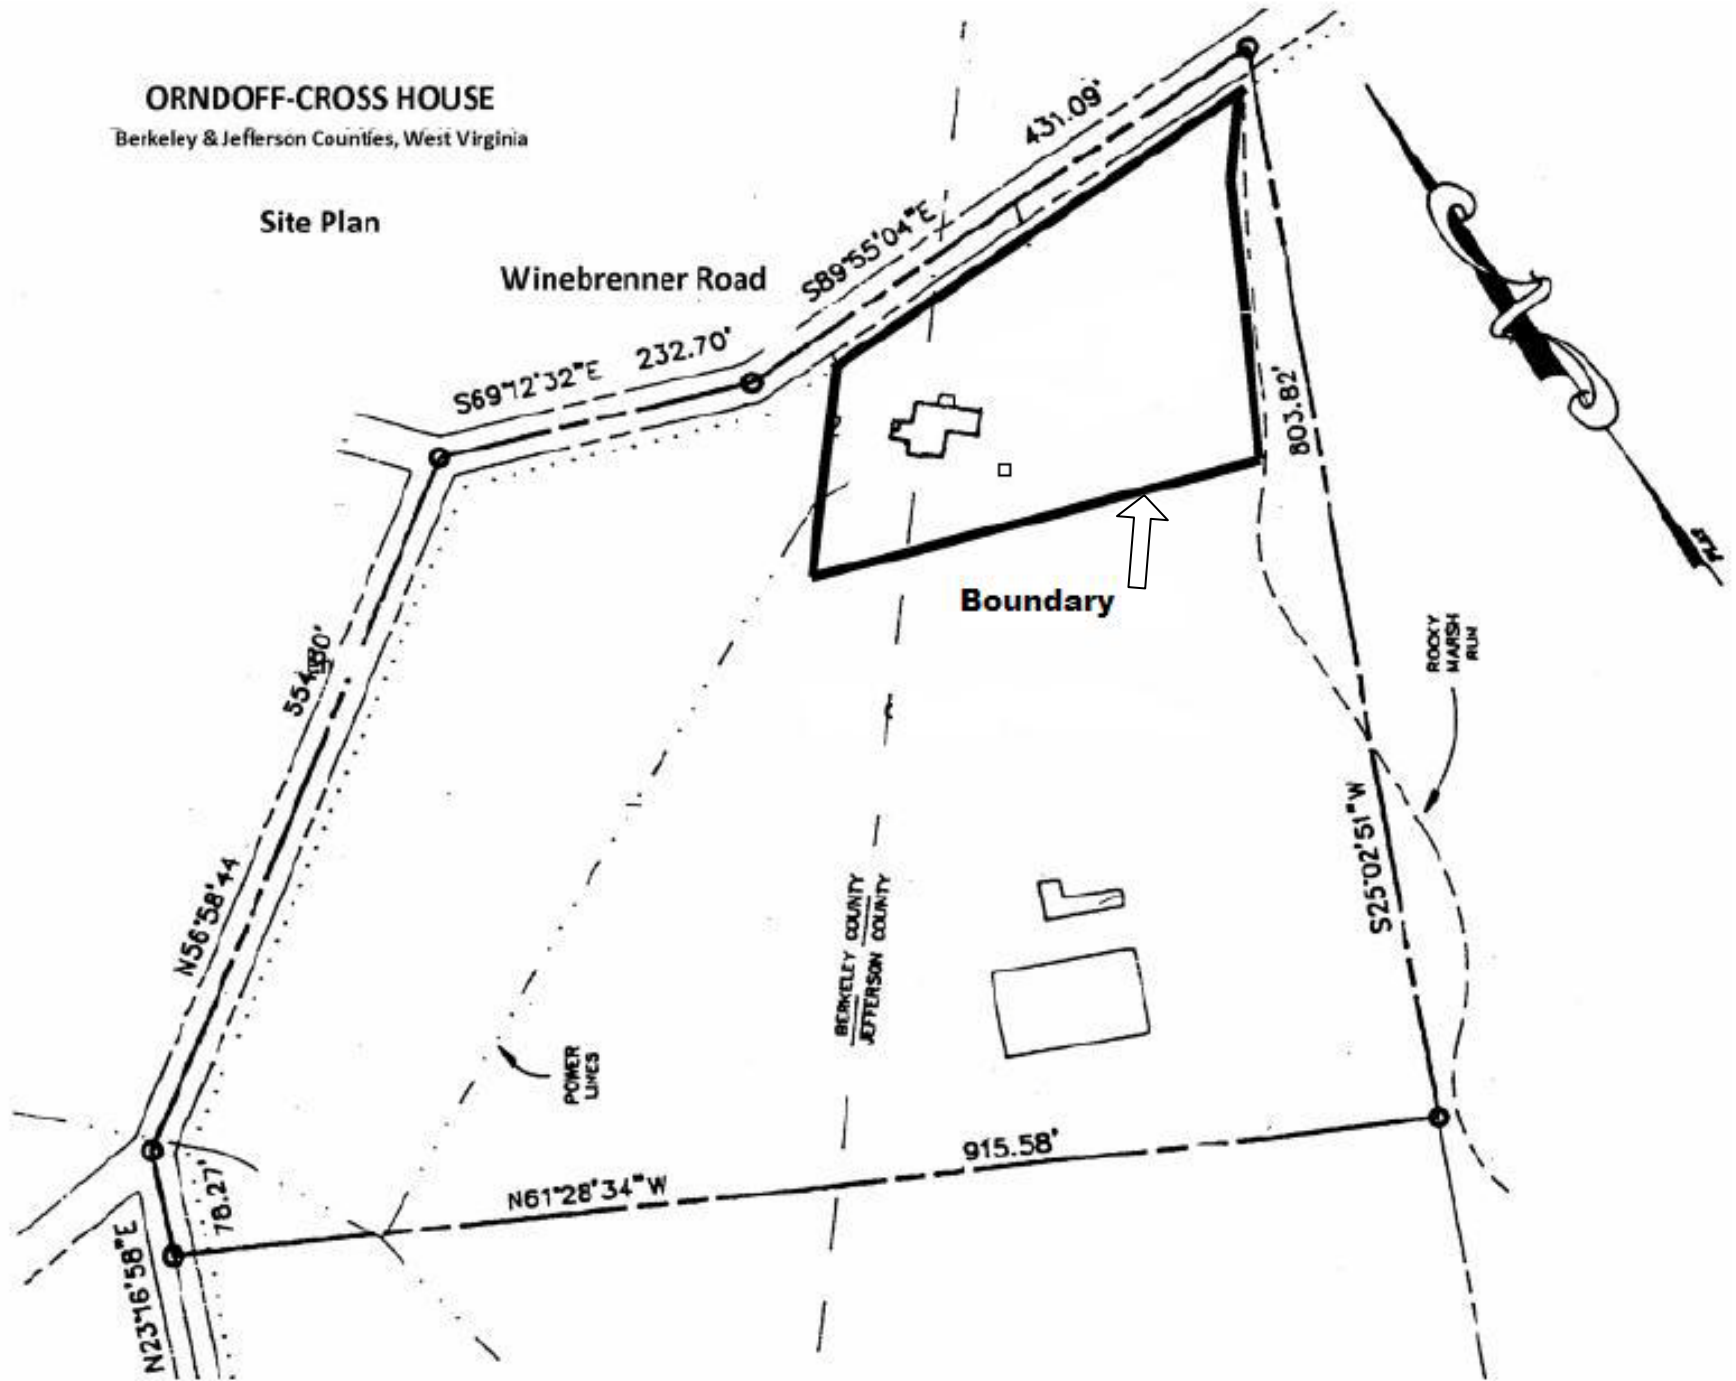 ORNDOFF-CROSS HOUSE
Berkeley & Jefferson Counties, West Virginia
Site Plan
Winebrenner Road
431.09'
S89°55'04"E
232.70'
S69°12'32"E
803.82'
Boundary
ROCKY
MARSH
RUN
N56°58'44
S25°02'51"W
BERKELEY COUNTY
JEFFERSON COUNTY
POWER
LINES
915.58'
N61°28'34"W
78.27'
N23°16'58"E